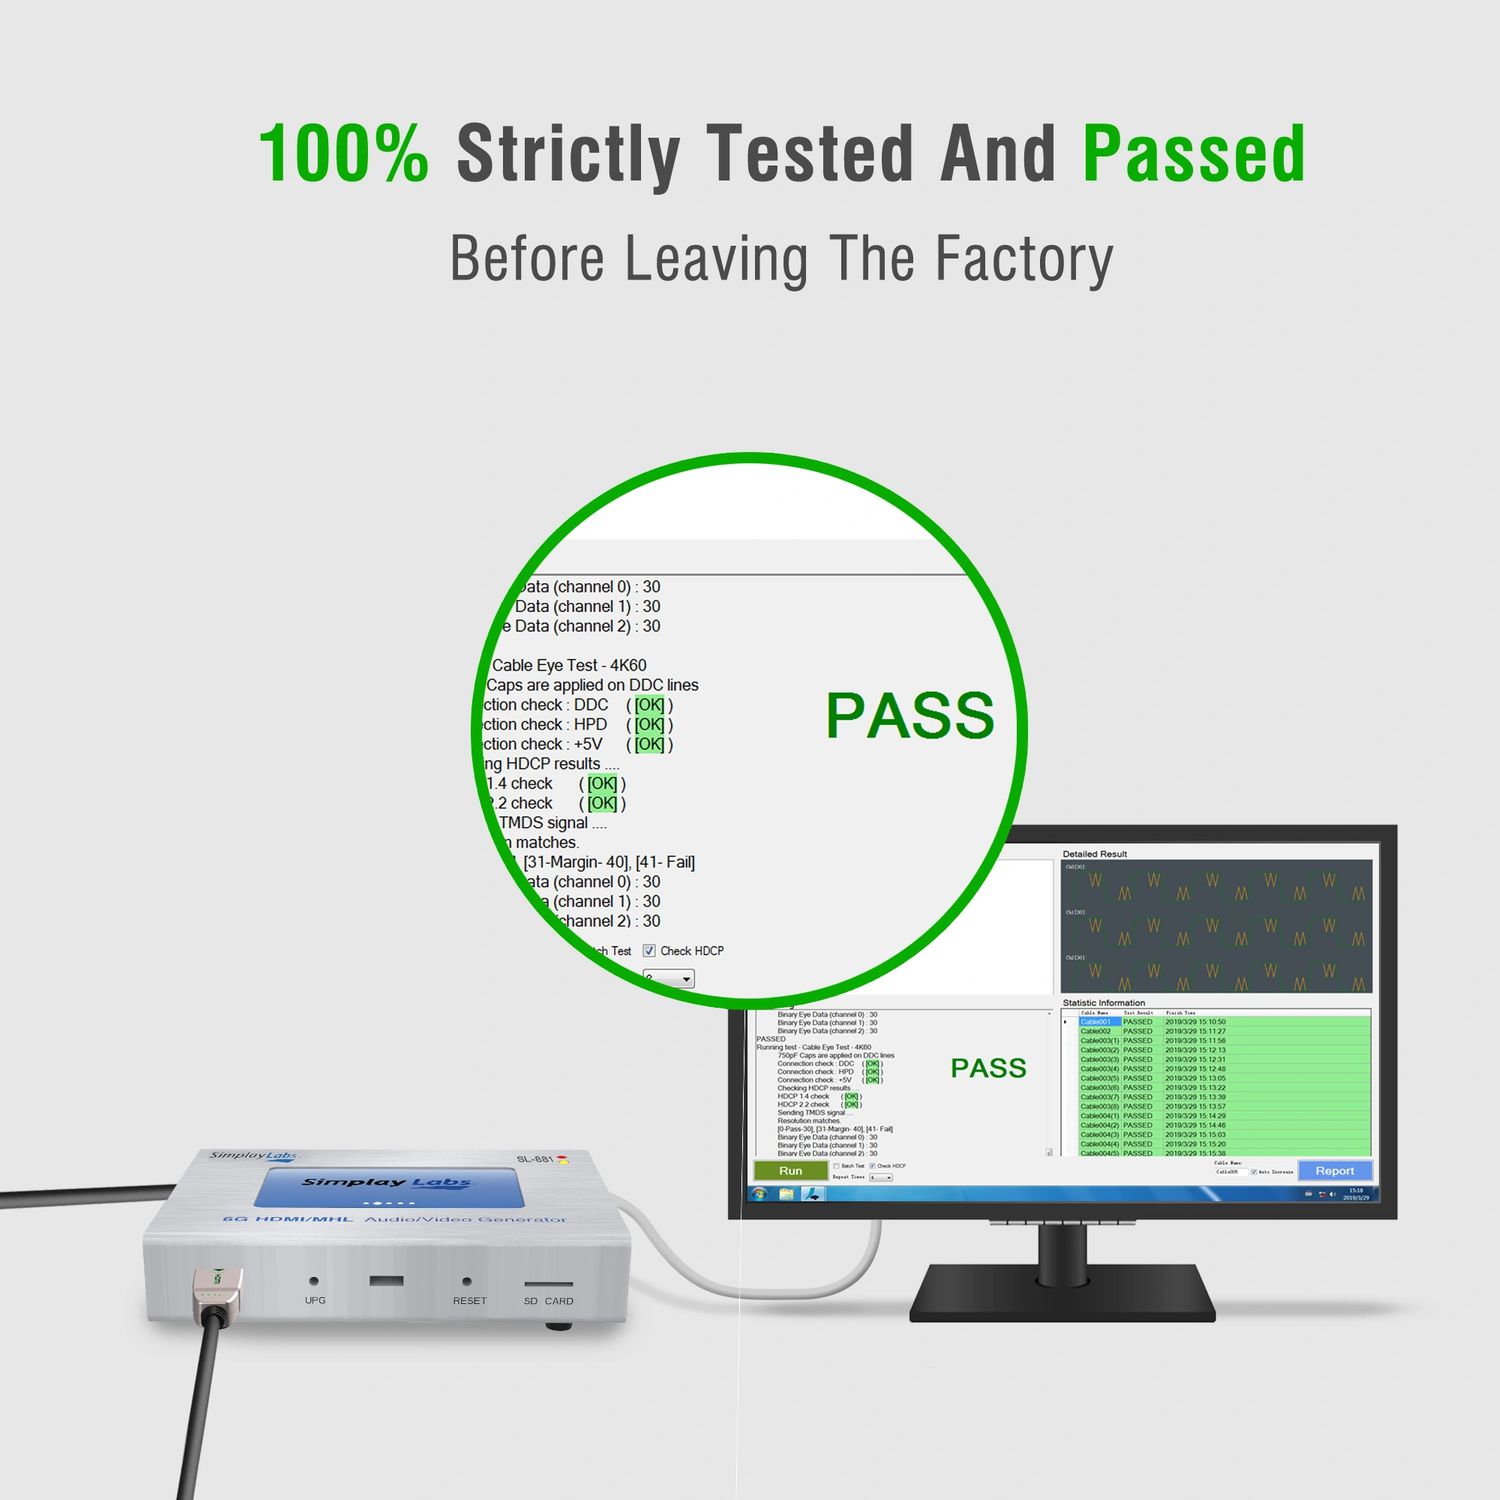 100% Strictly Tested And Passed
Before Leaving The Factory
Data (channel 0) : 30
Data (channel 1) : 30
e Data (channel 2) : 30
Cable Eye Test - 4K60
Caps are applied on DDC lines
ction check : DDC ( [OK] )
ction check : HPD ( [OK] )
ection check : +5V ( [OK] )
ing HDCP results ....
1.4 check ( [OK] )
2.2 check ( [OK] )
TMDS signal ....
n matches.
[31-Margin- 40], [41- Fail]
ata (channel 0) : 30
a (channel 1) : 30
channel 2) : 30
ch Test Check HDCP
PASS
Detailed Result
Ch0[30]
Ch1[30]
Ch2[30]
Binary Eye Data (channel 0) : 30
Binary Eye Data (channel 1) : 30
Binary Eye Data (channel 2) : 30
PASSED
Running test - Cable Eye Test - 4K60
750pF Caps are applied on DDC lines
Connection check : DDC ( [OK] )
Connection check : HPD ( [OK] )
Connection check : +5V ( [OK] )
Checking HDCP results ....
HDCP 1.4 check ( [OK] )
HDCP 2.2 check ( [OK] )
Sending TMDS signal ....
Resolution matches.
[0-Pass-30], [31-Margin- 40], [41- Fail]
Binary Eye Data (channel 0) : 30
Binary Eye Data (channel 1) : 30
Binary Eye Data (channel 2) : 30
PASS
Statistic Information
Cable Name Test Result Finish Time
Cable001 PASSED 2019/3/29 15:10:50
Cable002 PASSED 2019/3/29 15:11:27
Cable003(1) PASSED 2019/3/29 15:11:56
Cable003(2) PASSED 2019/3/29 15:12:13
Cable003(3) PASSED 2019/3/29 15:12:31
Cable003(4) PASSED 2019/3/29 15:12:48
Cable003(5) PASSED 2019/3/29 15:13:05
Cable003(6) PASSED 2019/3/29 15:13:22
Cable003(7) PASSED 2019/3/29 15:13:39
Cable003(8) PASSED 2019/3/29 15:13:57
Cable004(1) PASSED 2019/3/29 15:14:29
Cable004(2) PASSED 2019/3/29 15:14:46
Cable004(3) PASSED 2019/3/29 15:15:03
Cable004(4) PASSED 2019/3/29 15:15:20
Cable004(5) PASSED 2019/3/29 15:15:38
Run
Batch Test Check HDCP
Repeat Times
Cable Name:
Cable005 Auto Increase
Report
15:18
2019/3/29
Simplay Labs
SL-881
Simplay Labs
6G HDMI/MHL Audio/Video Generator
UPG
RESET
SD CARD